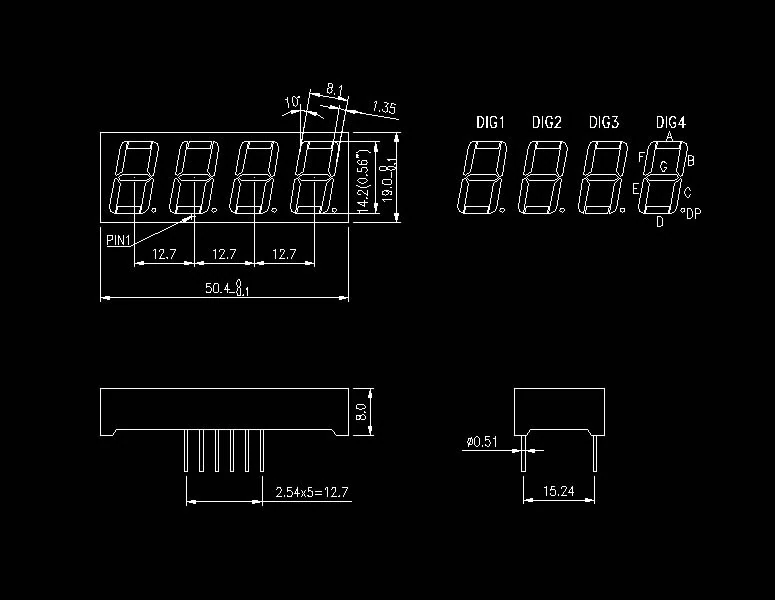 8.1
10°
1.35
DIG1 DIG2 DIG3 DIG4
A
F
B
G
E
C
D
DP
14.2(0.56")
19.0 0 -0.1
PIN1
12.7 12.7 12.7
50.4 0 -0.1
8.0
ø0.51
2.54x5=12.7
15.24